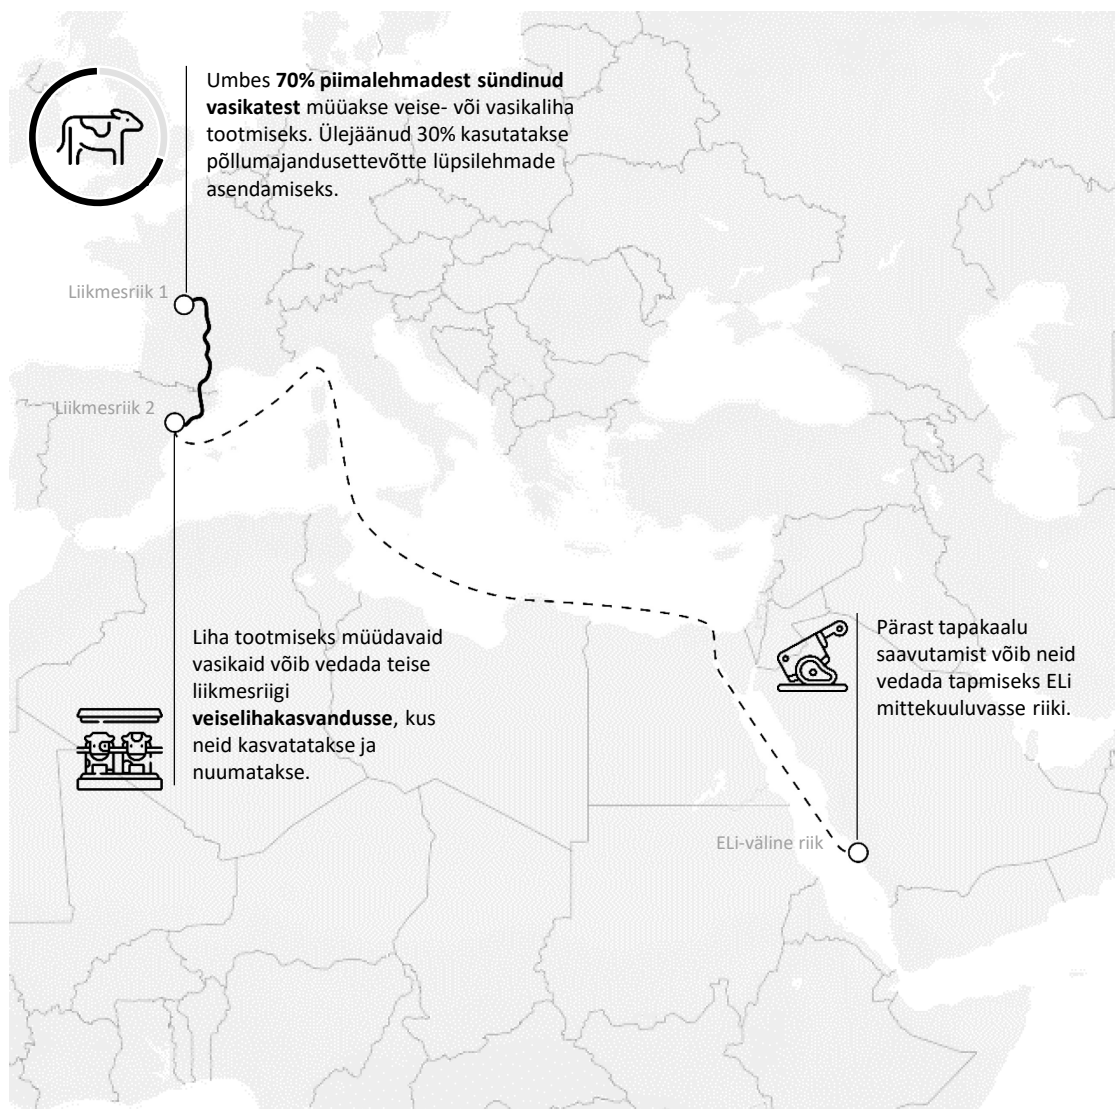 Umbes 70% piimalehmadest sündinud
vasikatest müüakse veise- või vasikaliha
tootmiseks. Ülejäänud 30% kasutatakse
põllumajandusettevõtte lüpsilehmade
asendamiseks.
Liikmesriik 1
Liikmesriik 2
Liha tootmiseks müüdavaid
vasikaid võib vedada teise
liikmesriigi
veiselihakasvandusse, kus
neid kasvatatakse ja
nuumatakse.
Pärast tapakaalu
saavutamist võib neid
vedada tapmiseks ELi
mittekuuluvasse riiki.
ELi-väline riik